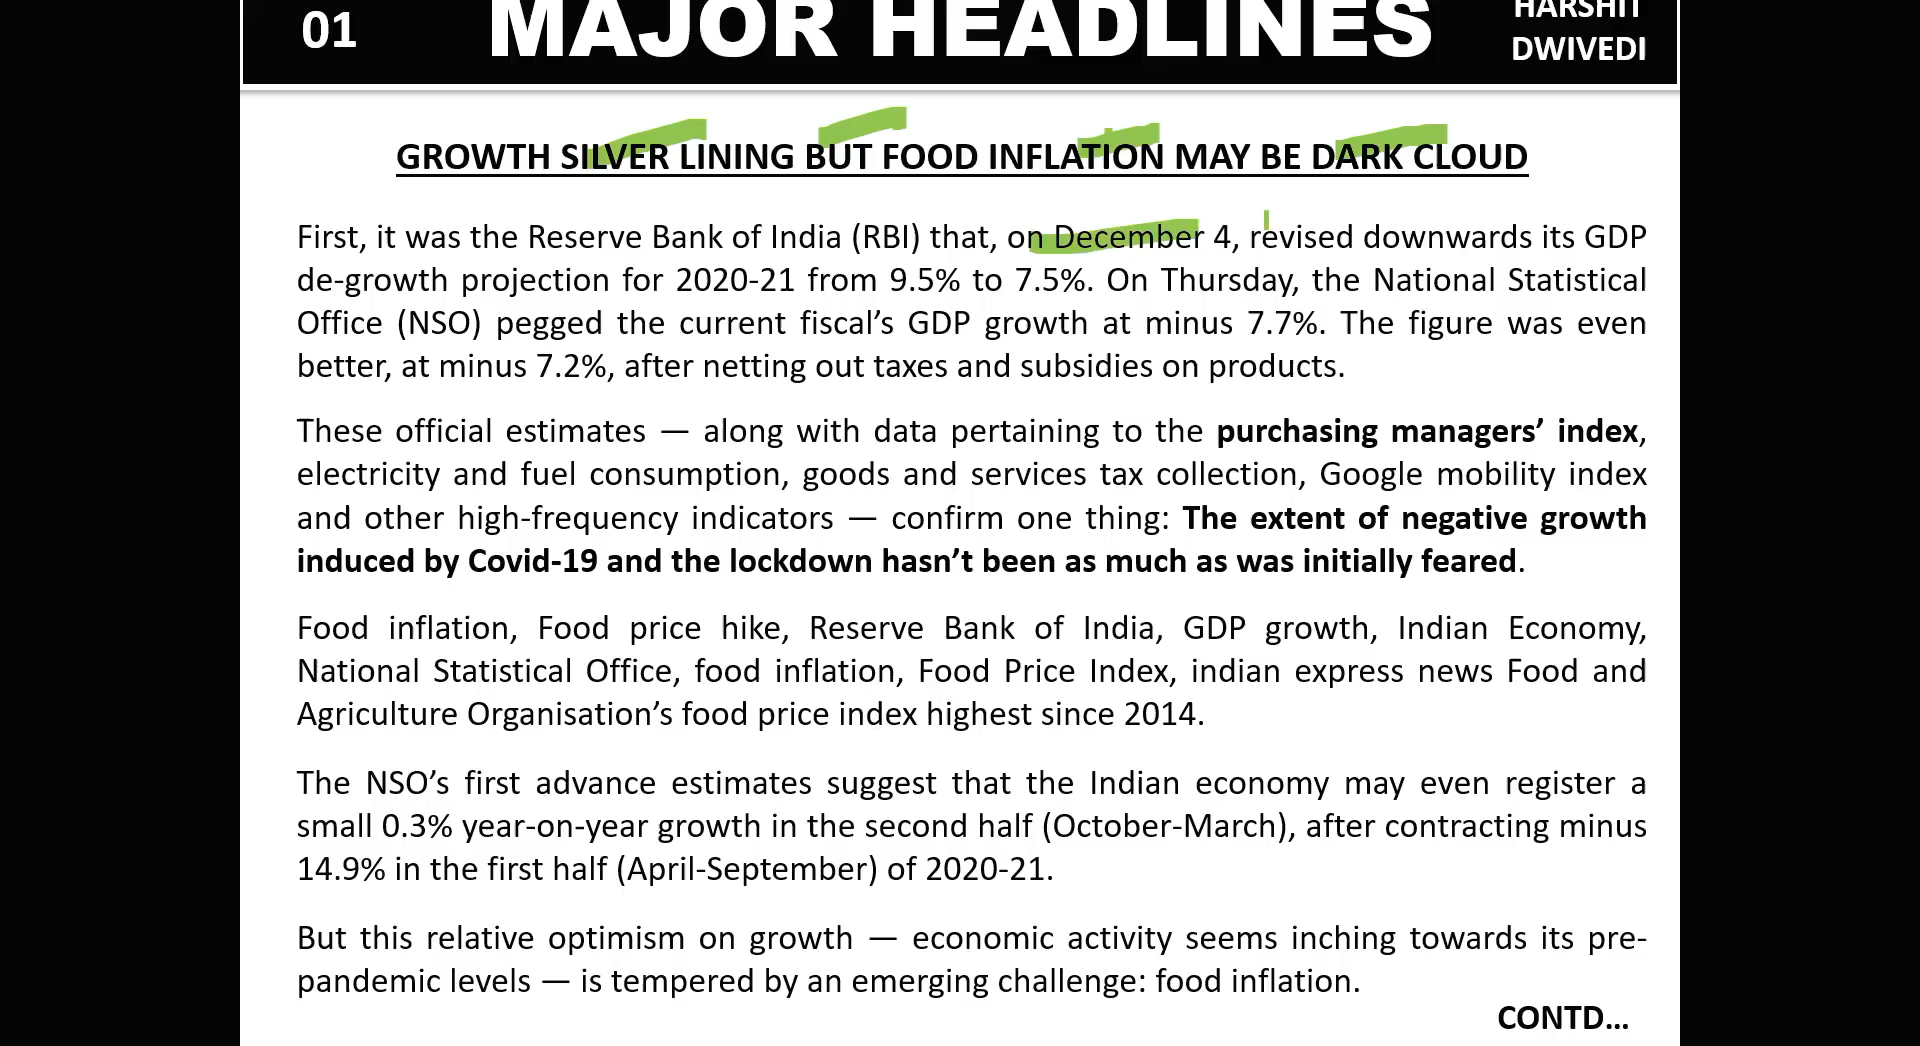 01
MAJOR HEADLINES
HARSHIT
DWIVEDI
GROWTH SILVER LINING BUT FOOD INFLATION MAY BE DARK CLOUD
First, it was the Reserve Bank of India (RBI) that, on December 4, revised downwards its GDP
de-growth projection for 2020-21 from 9.5% to 7.5%. On Thursday, the National Statistical
Office (NSO) pegged the current fiscal’s GDP growth at minus 7.7%. The figure was even
better, at minus 7.2%, after netting out taxes and subsidies on products.
These official estimates — along with data pertaining to the purchasing managers’ index,
electricity and fuel consumption, goods and services tax collection, Google mobility index
and other high-frequency indicators — confirm one thing: The extent of negative growth
induced by Covid-19 and the lockdown hasn’t been as much as was initially feared.
Food inflation, Food price hike, Reserve Bank of India, GDP growth, Indian Economy,
National Statistical Office, food inflation, Food Price Index, indian express news Food and
Agriculture Organisation’s food price index highest since 2014.
The NSO’s first advance estimates suggest that the Indian economy may even register a
small 0.3% year-on-year growth in the second half (October-March), after contracting minus
14.9% in the first half (April-September) of 2020-21.
But this relative optimism on growth — economic activity seems inching towards its pre-
pandemic levels — is tempered by an emerging challenge: food inflation.
CONTD...